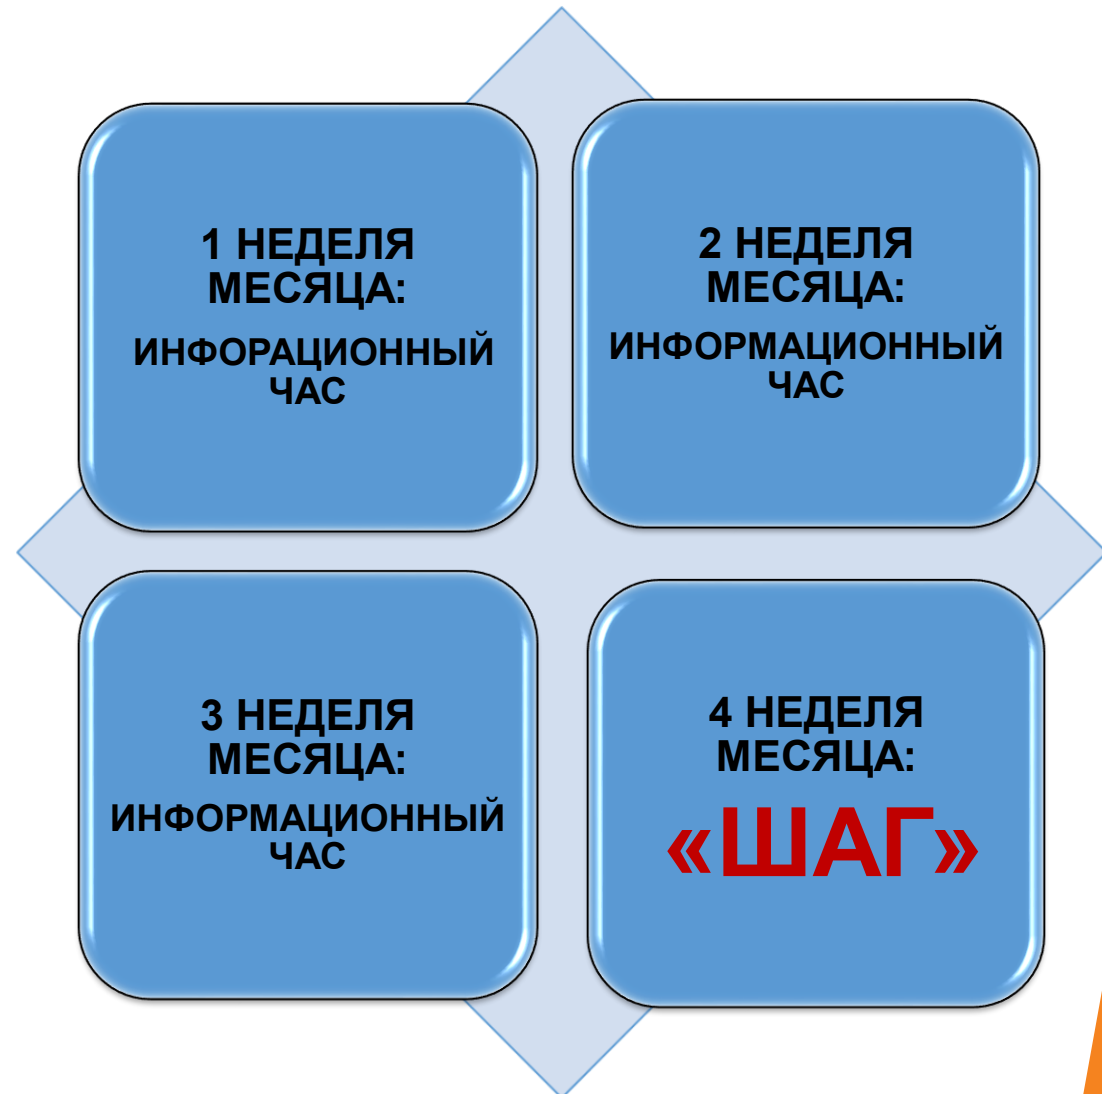 1 НЕДЕЛЯ
МЕСЯЦА:
ИНФОРАЦИОННЫЙ
ЧАС
2 НЕДЕЛЯ
МЕСЯЦА:
ИНФОРМАЦИОННЫЙ
ЧАС
3 НЕДЕЛЯ
МЕСЯЦА:
ИНФОРМАЦИОННЫЙ
ЧАС
4 НЕДЕЛЯ
МЕСЯЦА:
«ШАГ»